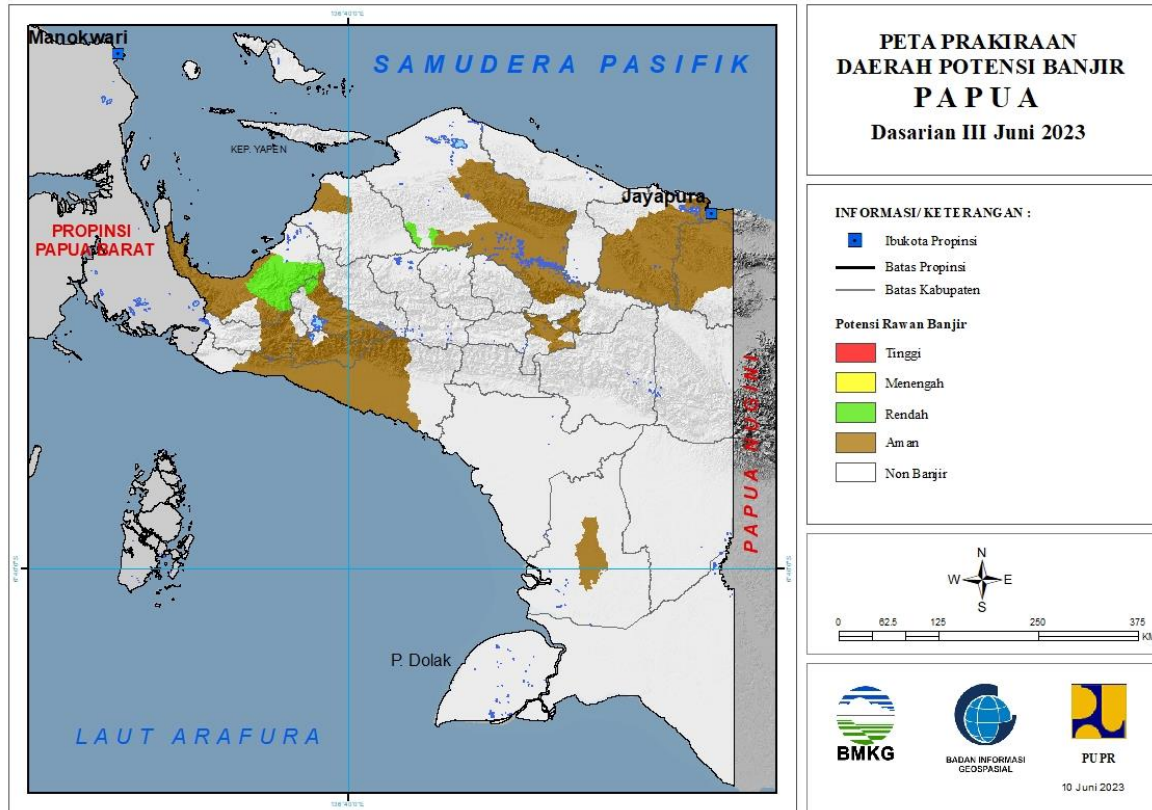 Manokwari
SAMUDERA PASIFIK
KEP. YAPEN
Jayapura
PROPINSI
PAPUA BARAT
PAPUA NUGINI
P. Dolak
LAUT ARAFURA
PETA PRAKIRAAN
DAERAH POTENSI BANJIR
PAPUA
Dasarian III Juni 2023
INFORMASI/ KETERANGAN :
Ibukota Propinsi
Batas Propinsi
Batas Kabupaten
Potensi Rawan Banjir
Tinggi
Menengah
Rendah
Aman
Non Banjir
N
W E
S
0 62.5 125 250 375
KM
BMKG
BADAN INFORMASI
GEOSPASIAL
PUPR
10 Juni 2023